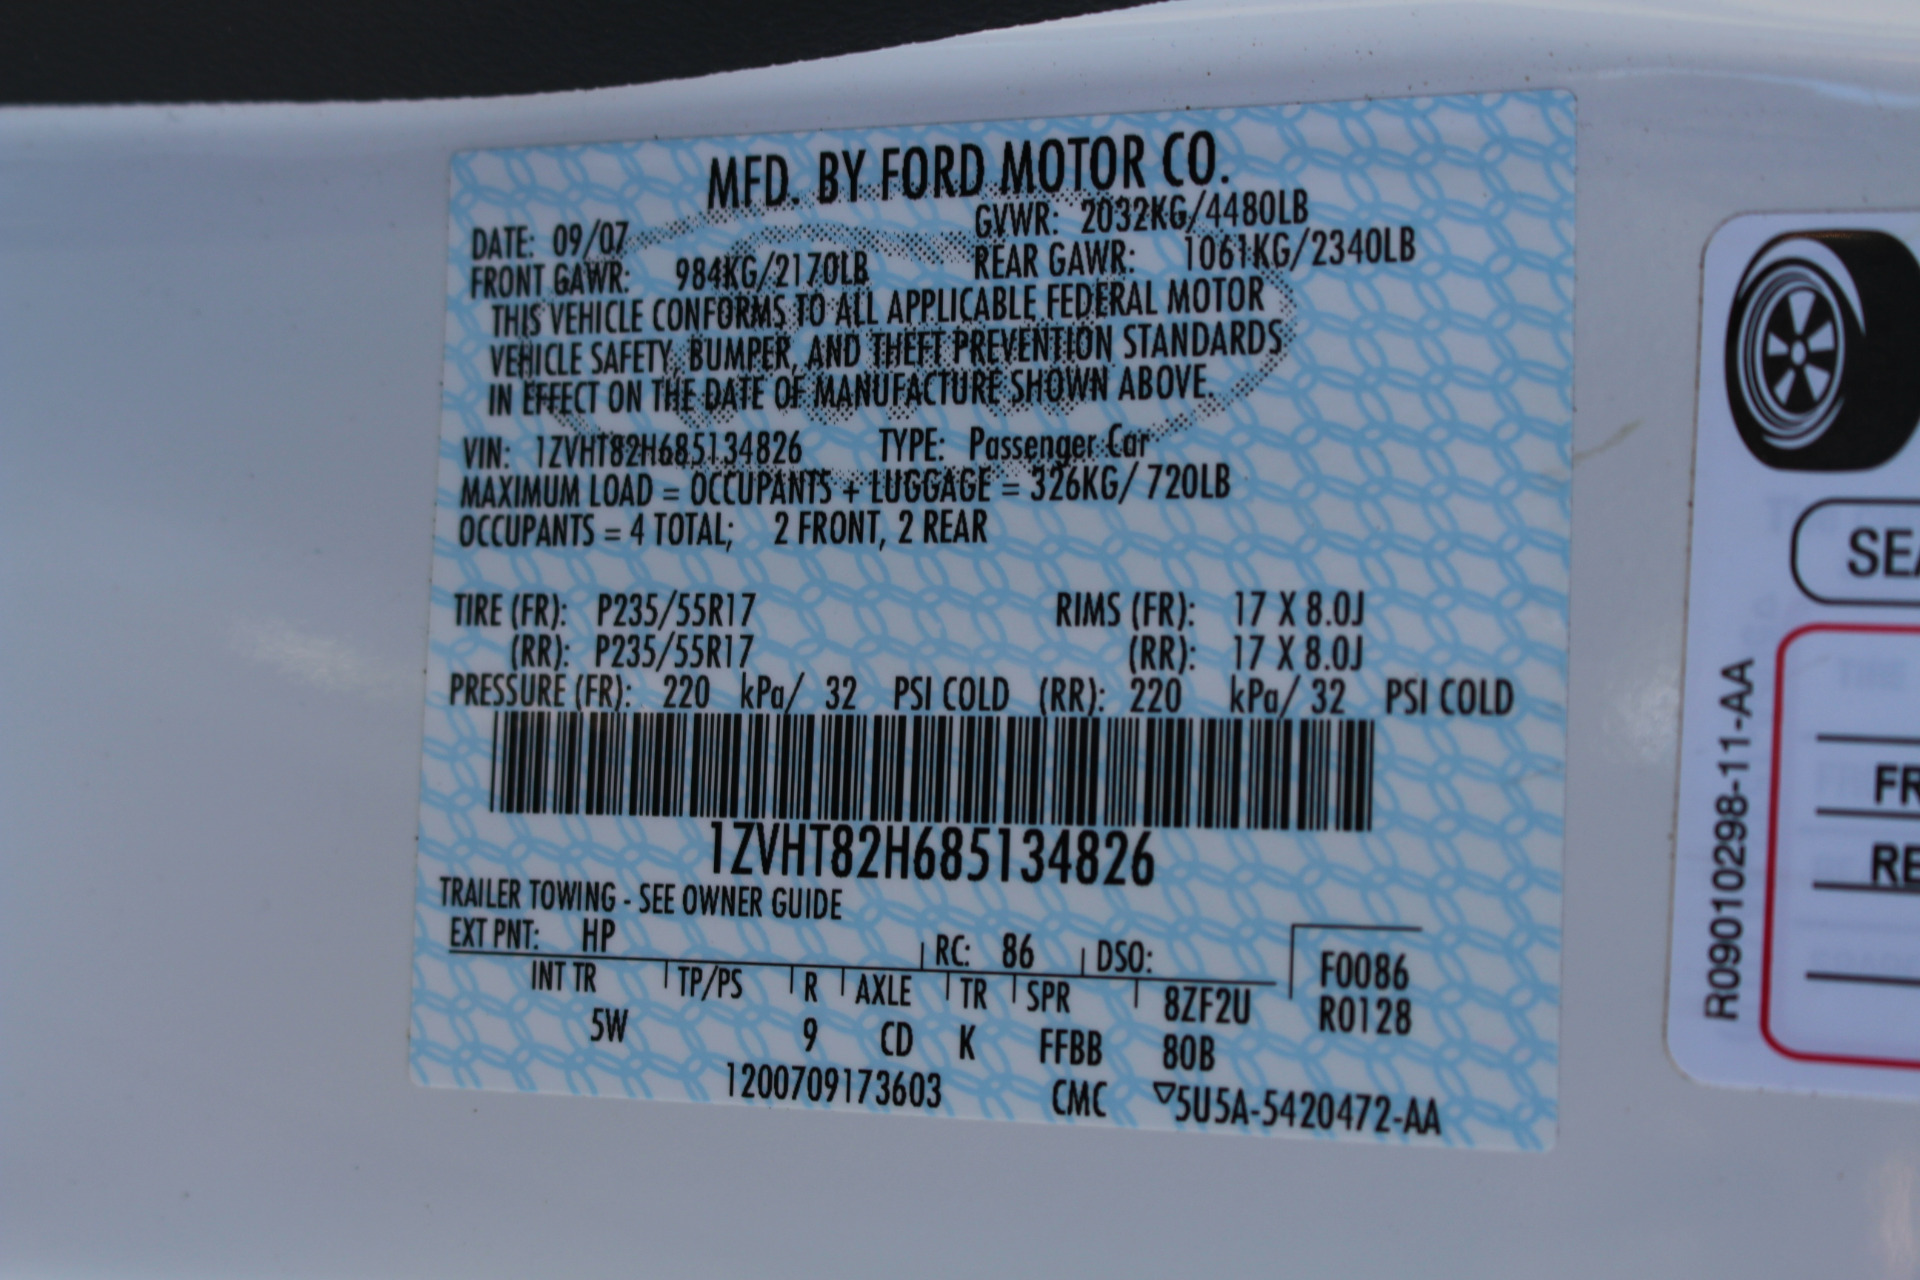 MFD. BY FORD MOTOR CO.
DATE: 09/07 GVWR: 2032KG/4480LB
FRONT GAWR: 984KG/2170LB REAR GAWR: 1061KG/2340LB
THIS VEHICLE CONFORMS TO ALL APPLICABLE FEDERAL MOTOR
VEHICLE SAFETY, BUMPER, AND THEFT PREVENTION STANDARDS
IN EFFECT ON THE DATE OF MANUFACTURE SHOWN ABOVE.
VIN: 1ZVHT82H685134826 TYPE: Passenger Car
MAXIMUM LOAD = OCCUPANTS + LUGGAGE = 326KG/ 720LB
OCCUPANTS = 4 TOTAL; 2 FRONT, 2 REAR
TIRE (FR): P235/55R17 RIMS (FR): 17 X 8.0J
(RR): P235/55R17 (RR): 17 X 8.0J
PRESSURE (FR): 220 kPa/ 32 PSI COLD (RR): 220 kPa/ 32 PSI COLD
1ZVHT82H685134826
TRAILER TOWING - SEE OWNER GUIDE
EXT PNT: HP RC: 86 DSO: F0086
INT TR TP/PS R AXLE TR SPR 8ZF2U R0128
5W 9 CD K FFBB 80B
1200709173603 CMC ▽5U5A-5420472-AA
R09010298-11-AA
SEA
FR
RE